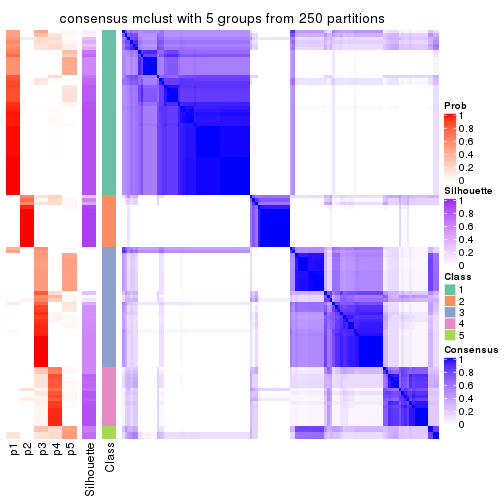 consensus mclust with 5 groups from 250 partitions
Prob
1
0.8
0.6
0.4
0.2
0
Silhouette
1
0.8
0.6
0.4
0.2
0
Class
1
2
3
4
5
Consensus
1
0.8
0.6
0.4
0.2
0
p1
p2
p3
p4
p5
Silhouette
Class